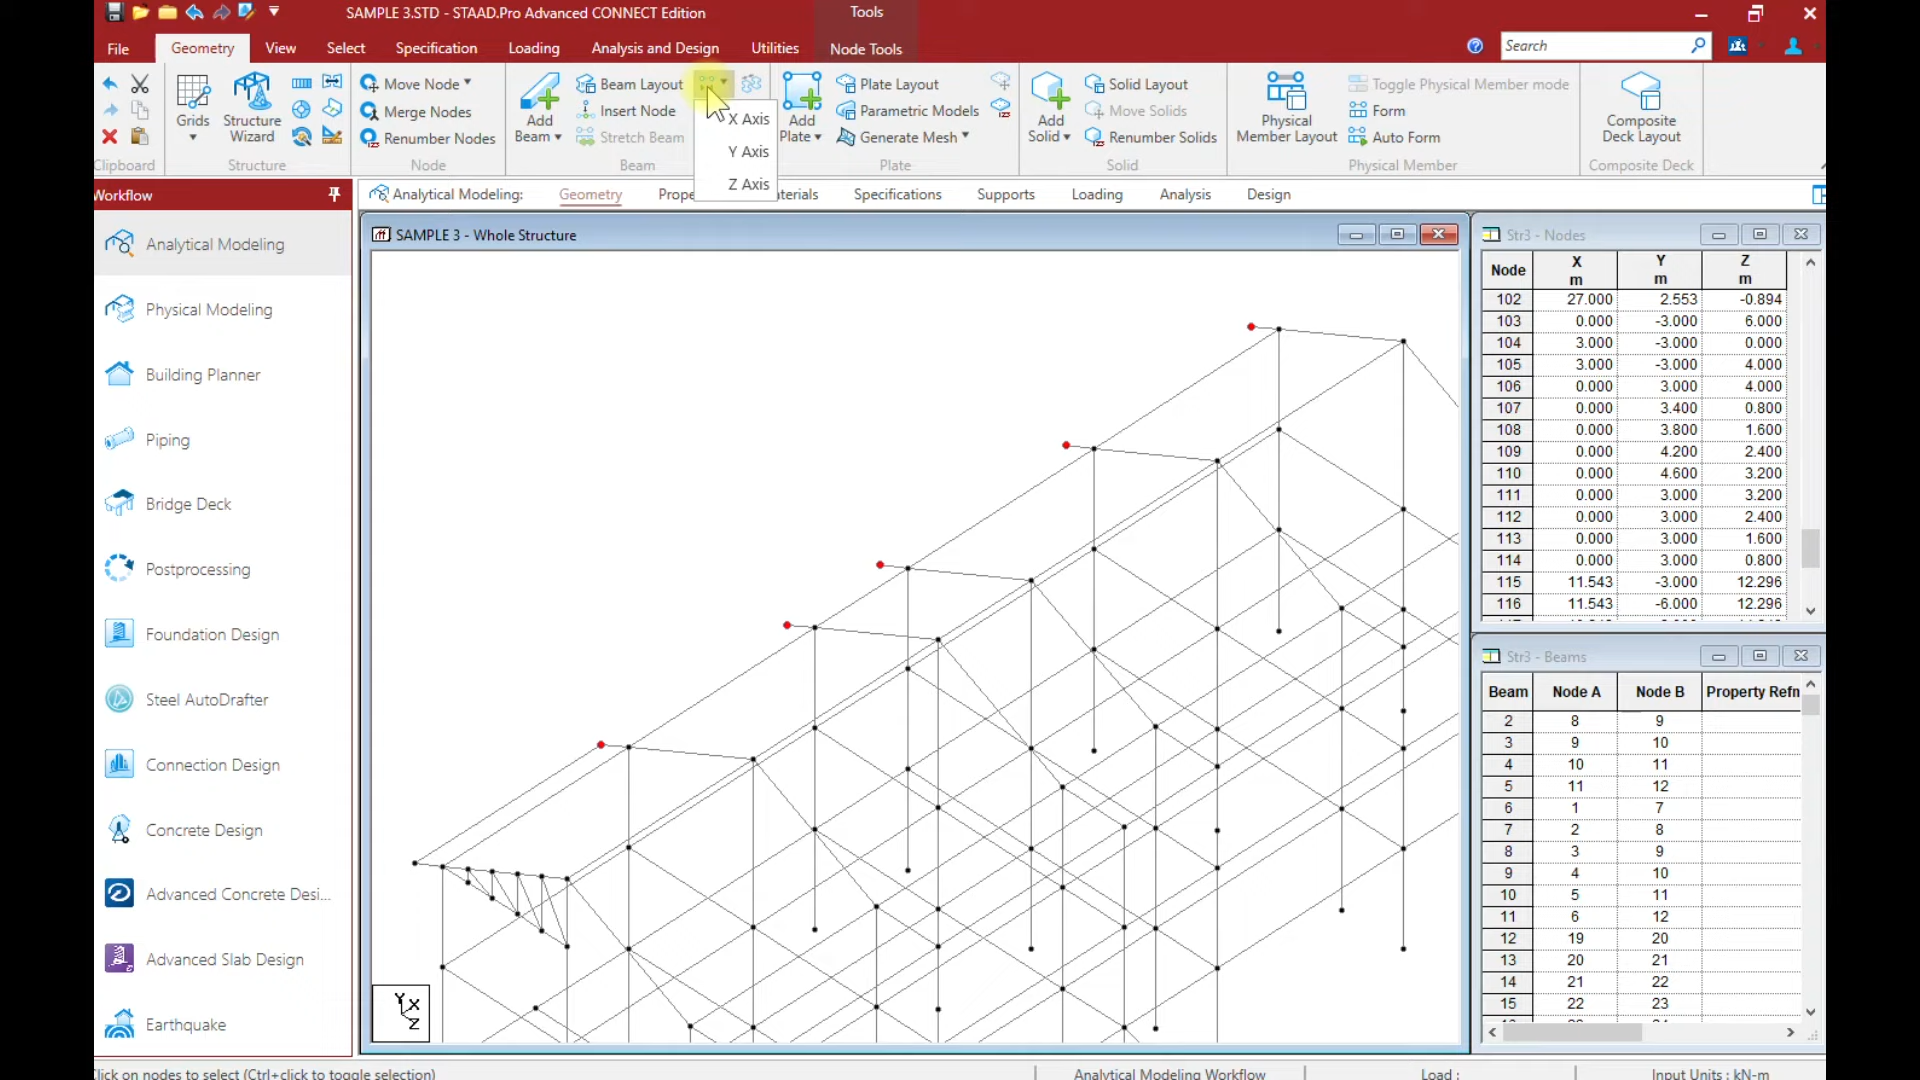 SAMPLE 3.STD - STAAD.Pro Advanced CONNECT Edition
Tools
File
Geometry
View
Select
Specification
Loading
Analysis and Design
Utilities
Node Tools
Search
Grids
Structure Wizard
Move Node
Merge Nodes
Renumber Nodes
Add Beam
Beam Layout
Insert Node
Stretch Beam
X Axis
Y Axis
Z Axis
Add Plate
Plate Layout
Parametric Models
Generate Mesh
Add Solid
Solid Layout
Move Solids
Renumber Solids
Physical Member Layout
Toggle Physical Member mode
Form
Auto Form
Composite Deck Layout
Clipboard
Structure
Node
Beam
Plate
Solid
Physical Member
Composite Deck
Workflow
Analytical Modeling:
Geometry
Specifications
Supports
Loading
Analysis
Design
Analytical Modeling
Physical Modeling
Building Planner
Piping
Bridge Deck
Postprocessing
Foundation Design
Steel AutoDrafter
Connection Design
Concrete Design
Advanced Concrete Desi...
Advanced Slab Design
Earthquake
SAMPLE 3 - Whole Structure
Y X
Z
Str3 - Nodes
Node X m Y m Z m
102 27.000 2.553 -0.894
103 0.000 -3.000 6.000
104 3.000 -3.000 0.000
105 3.000 -3.000 4.000
106 0.000 3.000 4.000
107 0.000 3.400 0.800
108 0.000 3.800 1.600
109 0.000 4.200 2.400
110 0.000 4.600 3.200
111 0.000 3.000 3.200
112 0.000 3.000 2.400
113 0.000 3.000 1.600
114 0.000 3.000 0.800
115 11.543 -3.000 12.296
116 11.543 -6.000 12.296
Str3 - Beams
Beam Node A Node B Property Refn
2 8 9
3 9 10
4 10 11
5 11 12
6 1 7
7 2 8
8 3 9
9 4 10
10 5 11
11 6 12
12 19 20
13 20 21
14 21 22
15 22 23
Click on nodes to select (Ctrl+click to toggle selection)
Analytical Modeling Workflow
Load :
Input Units : kN-m